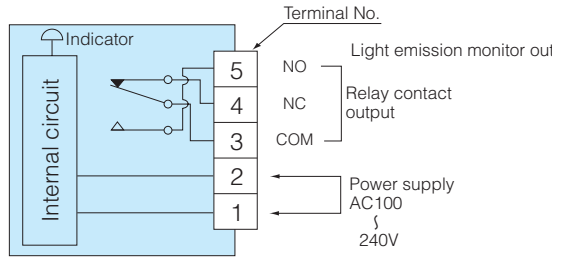 Terminal No.
Indicator
Light emission monitor out
5 NO
4 NC
Relay contact
output
3 COM
2
1
Power supply
AC100
240V
Internal circuit